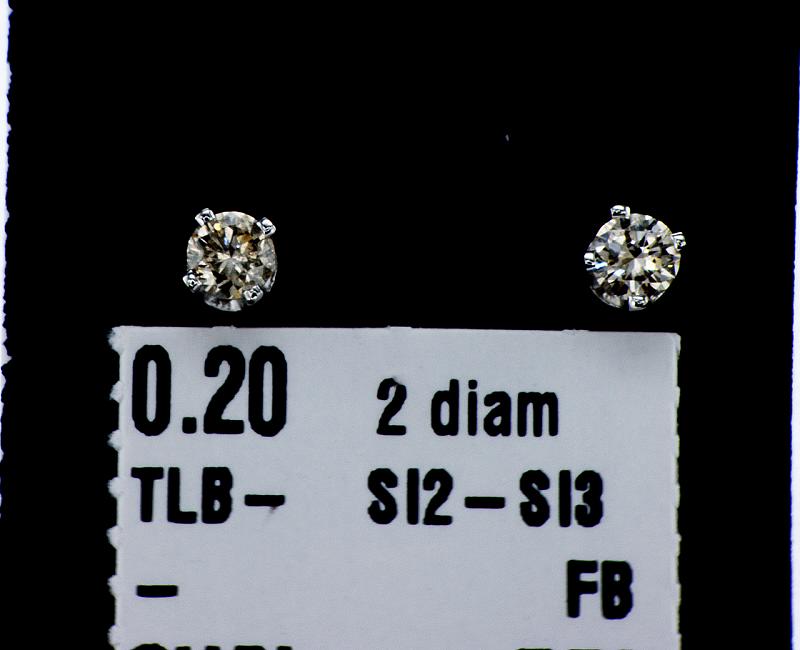 0.20 2 diam
TLB- SI2-SI3
- FB